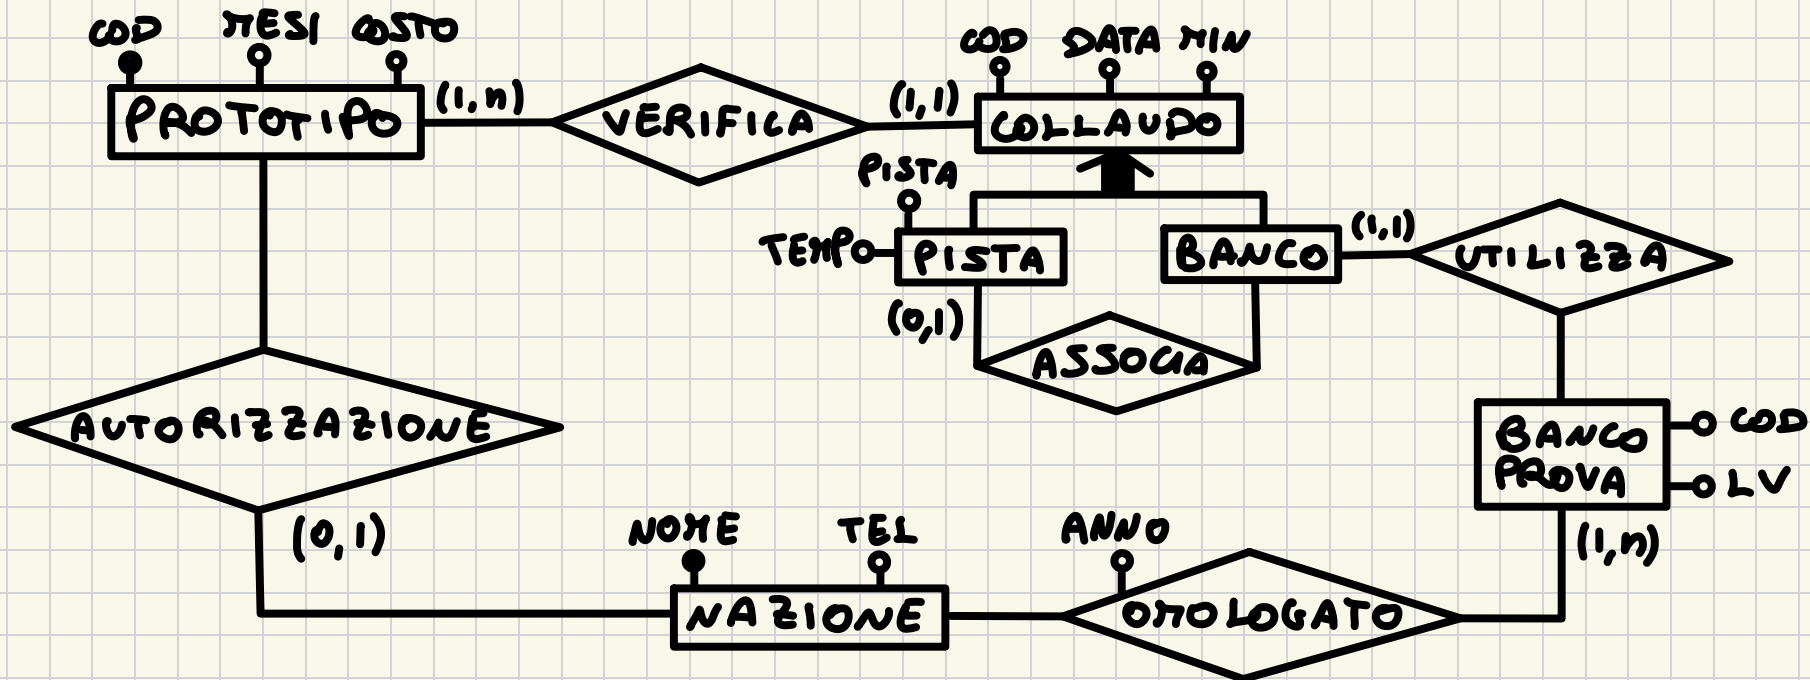 COD MESI COSTO
PROTOTIPO
(1,n)
VERIFICA
(1,1)
COD DATA MIN
COLLAUDO
PISTA
TEMPO
PISTA
(0,1)
BANCO
(1,1)
UTILIZZA
ASSOCIA
AUTORIZZAZIONE
(0,1)
BANCO
PROVA
COD
LV
(1,n)
NOME TEL
NAZIONE
ANNO
OMOLOGATO